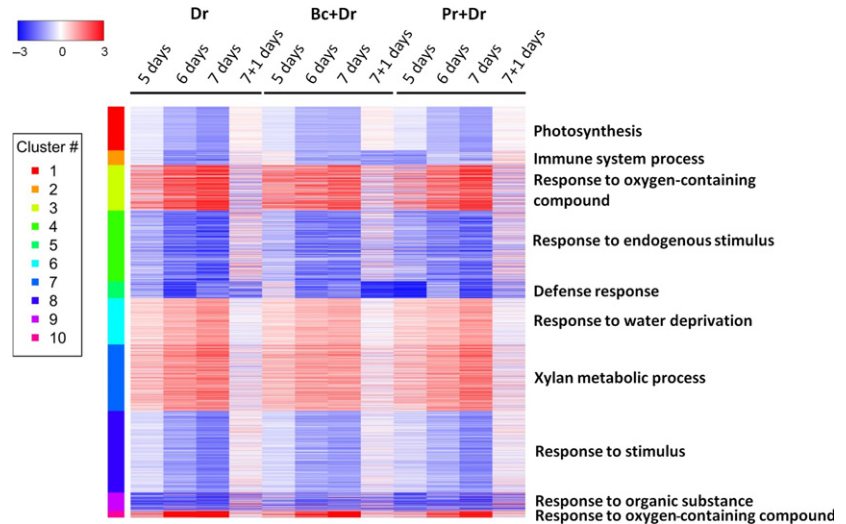 Dr Bc+Dr Pr+Dr
-3 0 3
5 days 6 days 7 days 7+1 days 5 days 6 days 7 days 7+1 days 5 days 6 days 7 days 7+1 days
Cluster #
1
2
3
4
5
6
7
8
9
10
Photosynthesis
Immune system process
Response to oxygen-containing
compound
Response to endogenous stimulus
Defense response
Response to water deprivation
Xylan metabolic process
Response to stimulus
Response to organic substance
Response to oxygen-containing compound